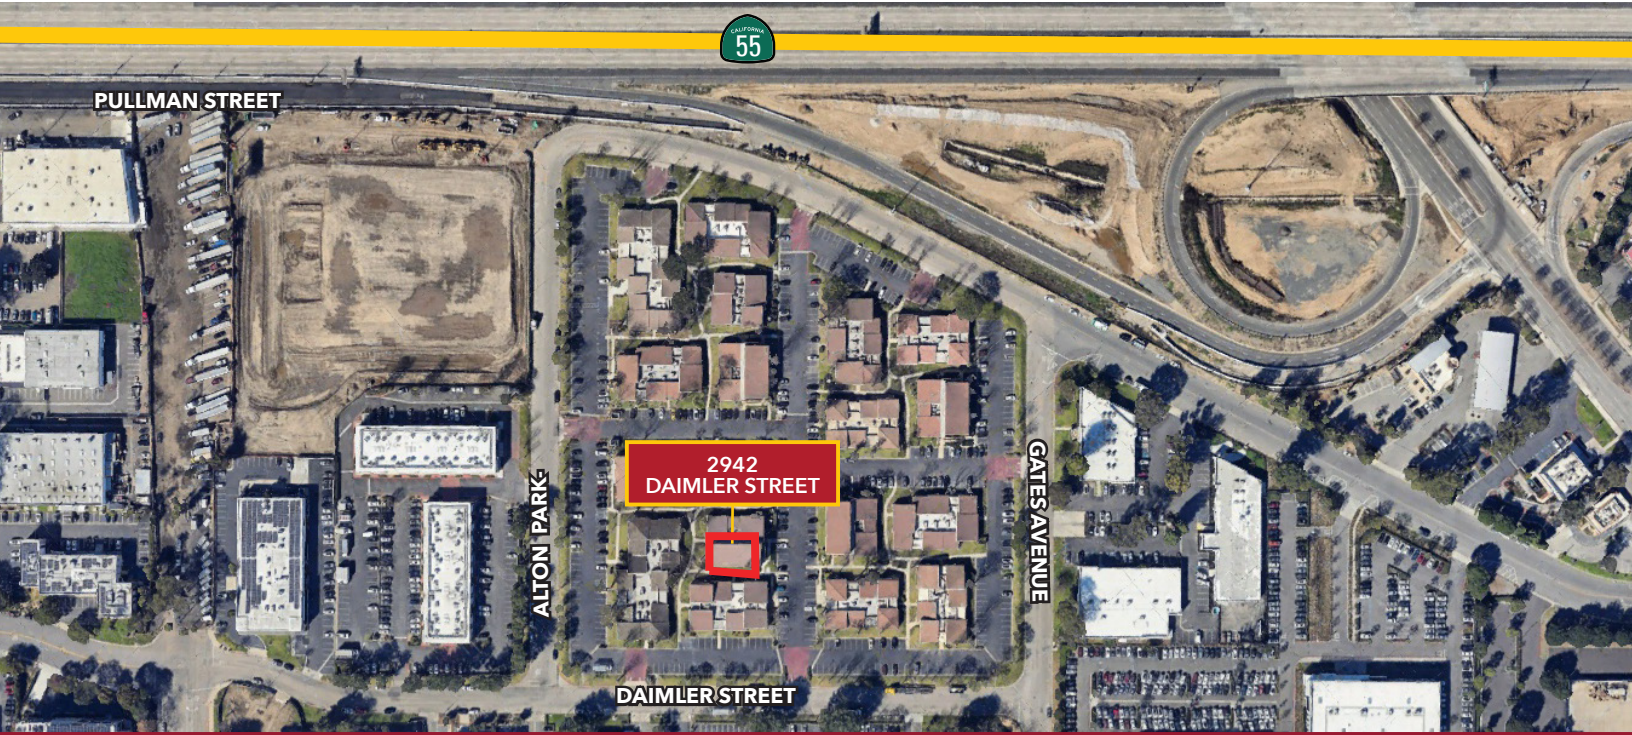 CALIFORNIA
55
PULLMAN STREET
2942
DAIMLER STREET
ALTON PARK-
GATES AVENUE
DAIMLER STREET